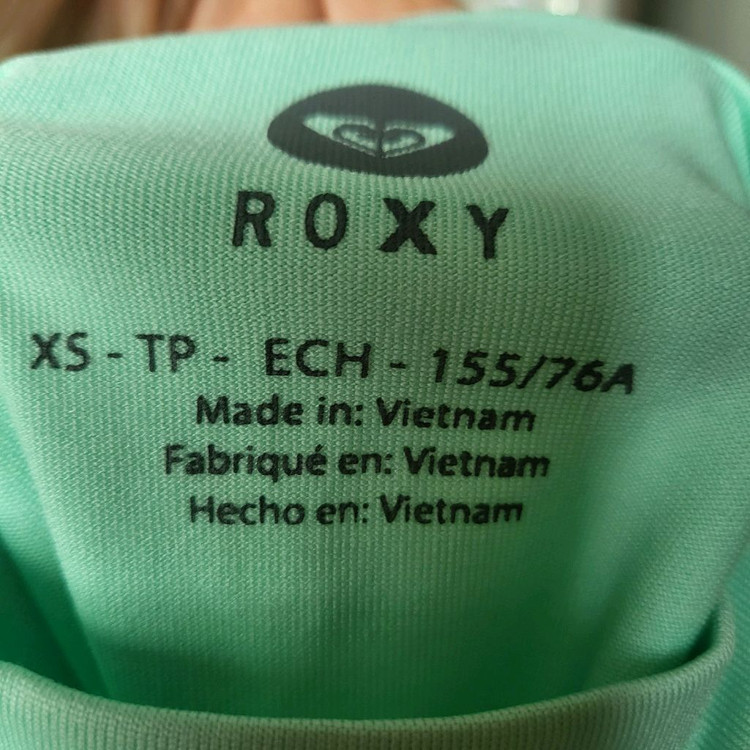 ROXY
XS - TP - ECH - 155/76A
Made in: Vietnam
Fabriqué en: Vietnam
Hecho en: Vietnam